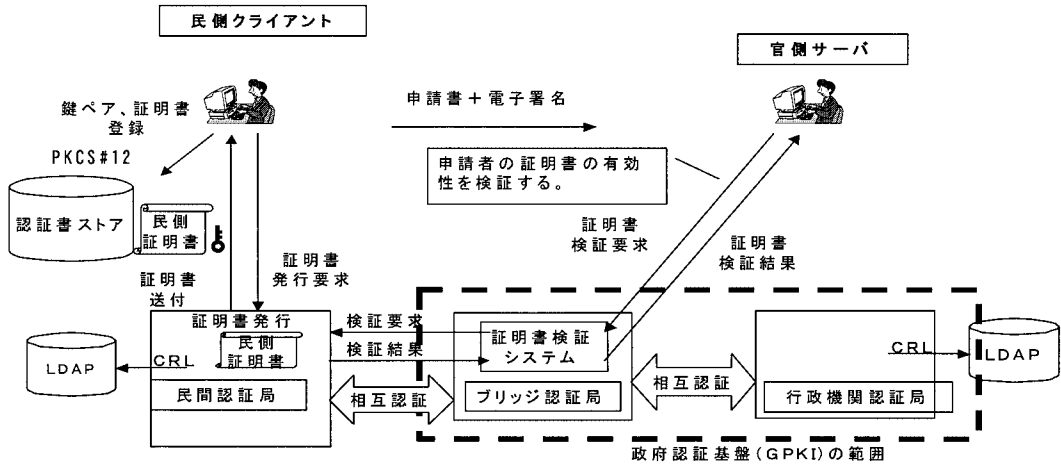 民側クライアント
官側サーバ
鍵ペア、証明書
登録
PKCS#12
認証書ストア
民側
証明書
申請書+電子署名
申請者の証明書の有効
性を検証する。
証明書
検証要求
証明書
検証結果
証明書
送付
証明書
発行要求
証明書発行
民側
証明書
民間認証局
CRL
LDAP
検証要求
検証結果
相互認証
証明書検証
システム
ブリッジ認証局
相互認証
CRL
行政機関認証局
LDAP
政府認証基盤(GPKI)の範囲